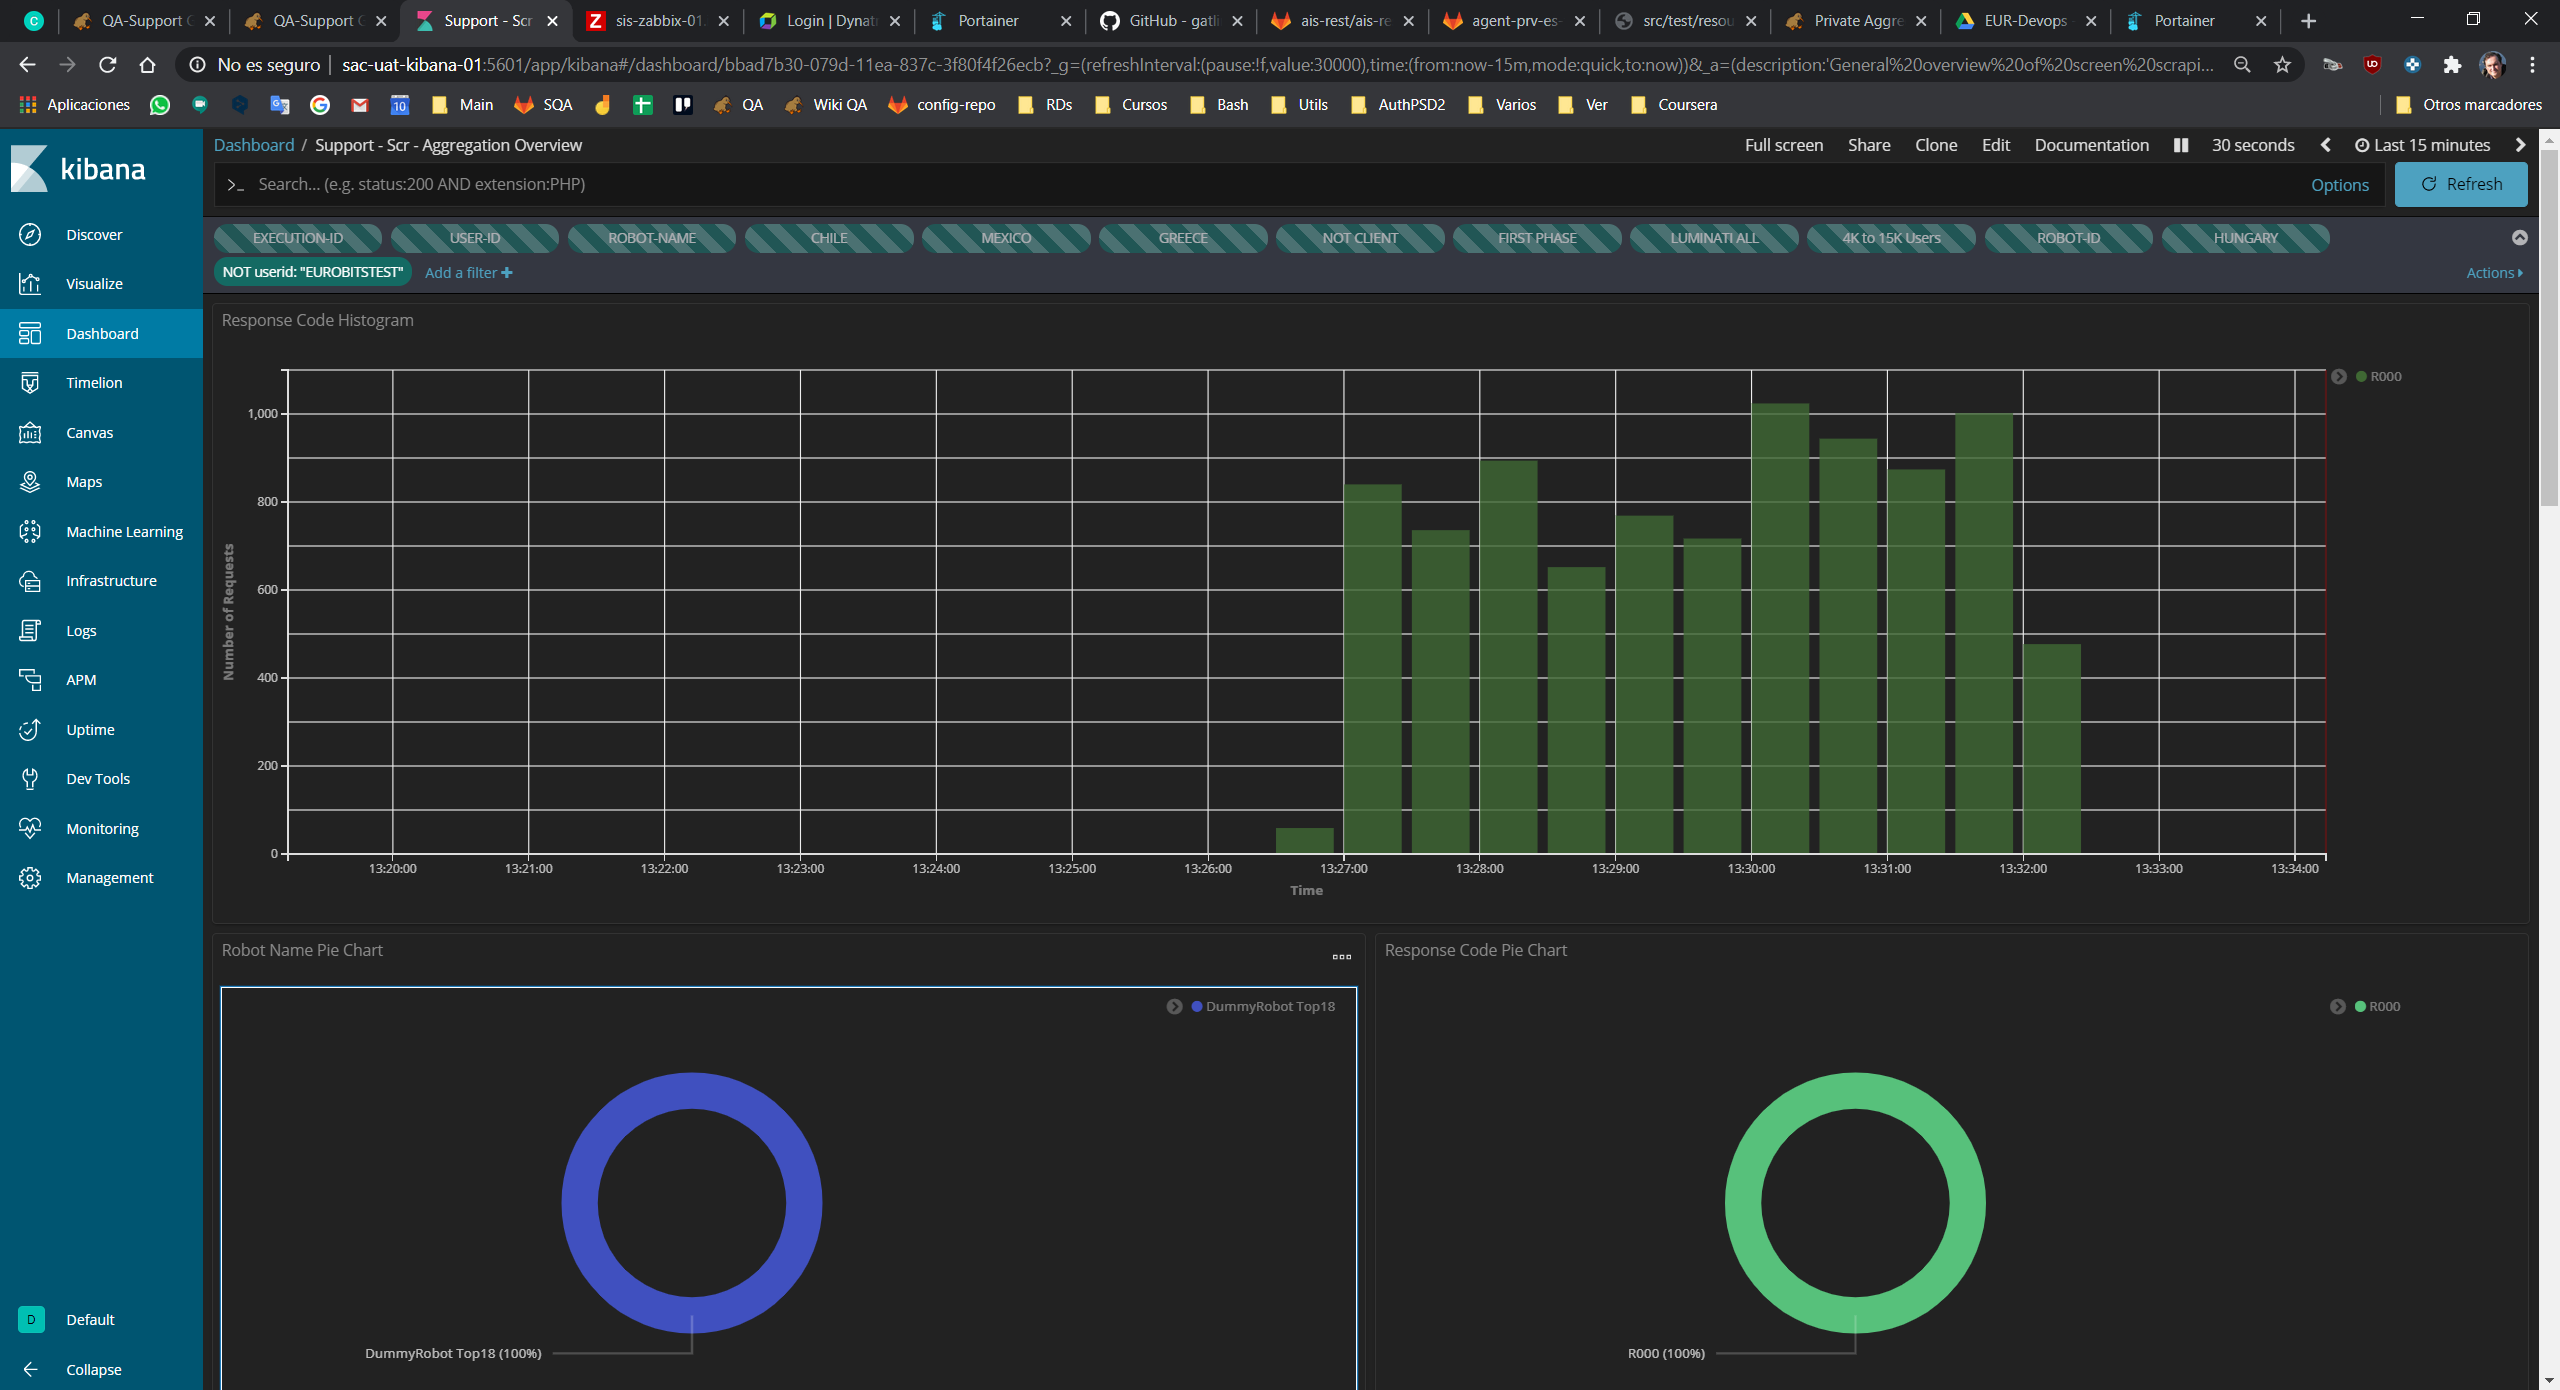 QA-Support
QA-Support
Support - Scr
sis-zabbix-01.
Login | Dynat
Portainer
GitHub - gatli
ais-rest/ais-re
agent-prv-es-
src/test/resou
Private Aggre
EUR-Devops
Portainer
No es seguro | sac-uat-kibana-01:5601/app/kibana#/dashboard/bbad7b30-079d-11ea-837c-3f80f4f26ecb?_g=(refreshInterval:(pause:!f,value:30000),time:(from:now-15m,mode:quick,to:now))&_a=(description:'General%20overview%20of%20screen%20scrapi...
Aplicaciones
10
Main
SQA
QA
Wiki QA
config-repo
RDs
Cursos
Bash
Utils
AuthPSD2
Varios
Ver
Coursera
Otros marcadores
kibana
Discover
Visualize
Dashboard
Timelion
Canvas
Maps
Machine Learning
Infrastructure
Logs
APM
Uptime
Dev Tools
Monitoring
Management
D Default
Collapse
Dashboard / Support - Scr - Aggregation Overview
Full screen
Share
Clone
Edit
Documentation
30 seconds
Last 15 minutes
>_ Search... (e.g. status:200 AND extension:PHP)
Options
Refresh
EXECUTION-ID
USER-ID
ROBOT-NAME
CHILE
MEXICO
GREECE
NOT CLIENT
FIRST PHASE
LUMINATI ALL
4K to 15K Users
ROBOT-ID
HUNGARY
NOT userid: "EUROBITSTEST"
Add a filter +
Actions
Response Code Histogram
R000
Number of Requests
1,000
800
600
400
200
0
13:20:00
13:21:00
13:22:00
13:23:00
13:24:00
13:25:00
13:26:00
13:27:00
13:28:00
13:29:00
13:30:00
13:31:00
13:32:00
13:33:00
13:34:00
Time
Robot Name Pie Chart
DummyRobot Top18
DummyRobot Top18 (100%)
Response Code Pie Chart
R000
R000 (100%)